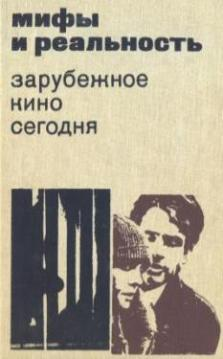 мифы
и реальность
зарубежное
кино
сегодня